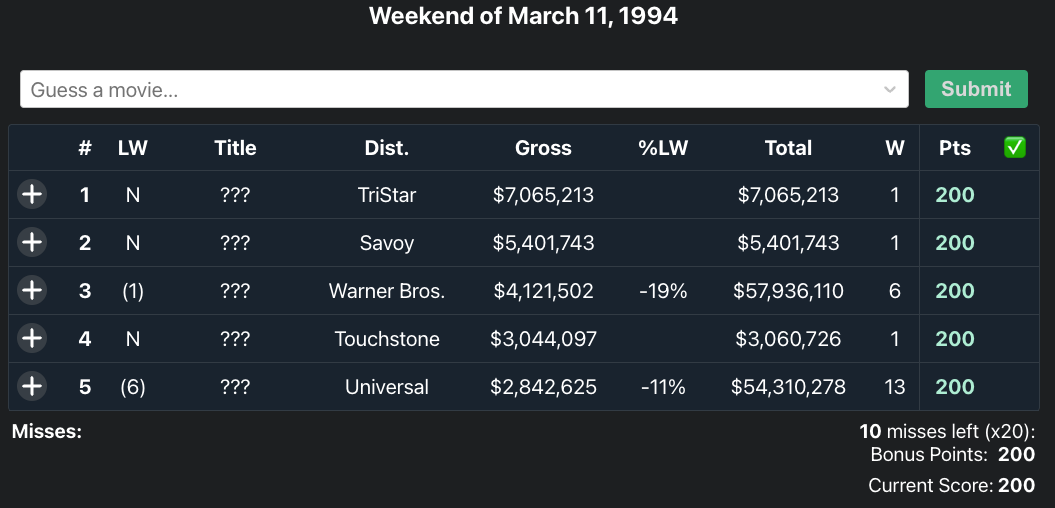 Weekend of March 11, 1994
Guess a movie... Submit
# LW Title Dist. Gross %LW Total W Pts ✅
1 N ??? TriStar $7,065,213 $7,065,213 1 200
2 N ??? Savoy $5,401,743 $5,401,743 1 200
3 (1) ??? Warner Bros. $4,121,502 -19% $57,936,110 6 200
4 N ??? Touchstone $3,044,097 $3,060,726 1 200
5 (6) ??? Universal $2,842,625 -11% $54,310,278 13 200
Misses: 10 misses left (x20):
Bonus Points: 200
Current Score: 200